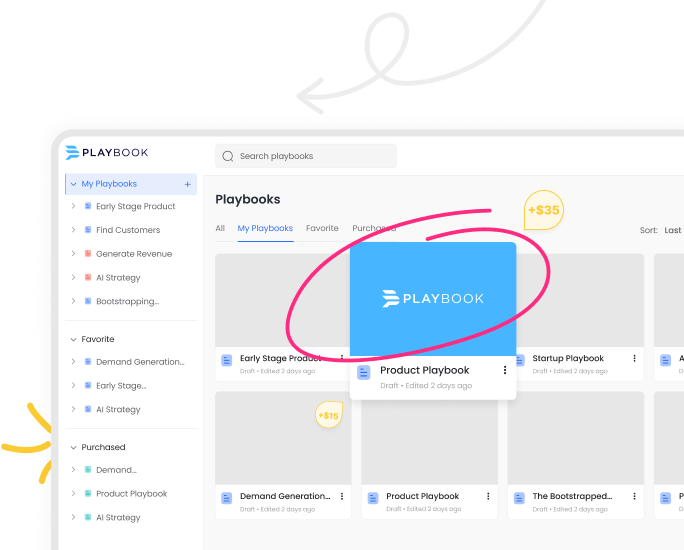 PLAYBOOK
Search playbooks
My Playbooks +
Early Stage Product
Find Customers
Generate Revenue
AI Strategy
Bootstrapping...
Favorite
Demand Generation...
Early Stage...
AI Strategy
Purchased
Demand...
Product Playbook
AI Strategy
Playbooks
+$35
All My Playbooks Favorite Purchased
Sort: Last
PLAYBOOK
Early Stage Product
Draft • Edited 2 days ago
Product Playbook
Draft • Edited 2 days ago
Startup Playbook
Draft • Edited 2 days ago
+$15
Demand Generation...
Draft • Edited 2 days ago
Product Playbook
Draft • Edited 2 days ago
The Bootstrapped...
Draft • Edited 2 days ago